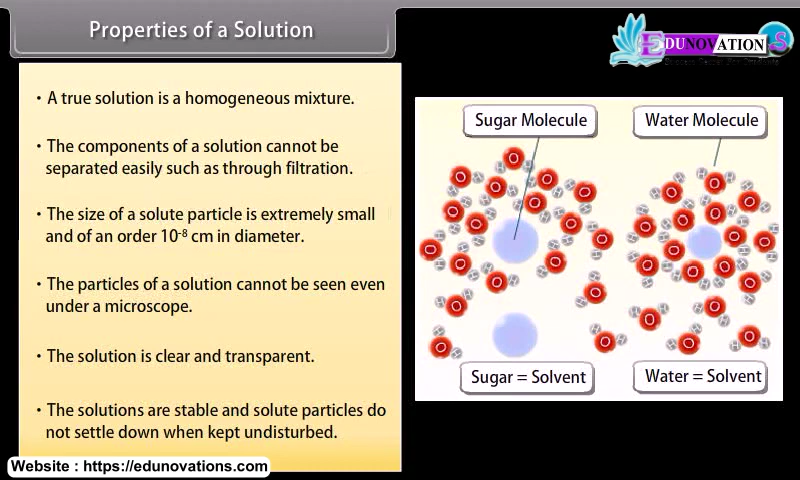 Properties of a Solution
EDUNOVATIONS
• A true solution is a homogeneous mixture.
• The components of a solution cannot be
separated easily such as through filtration.
• The size of a solute particle is extremely small
and of an order 10⁻⁸ cm in diameter.
• The particles of a solution cannot be seen even
under a microscope.
• The solution is clear and transparent.
• The solutions are stable and solute particles do
not settle down when kept undisturbed.
Sugar Molecule
Water Molecule
Sugar = Solvent
Water = Solvent
Website : https://edunovations.com